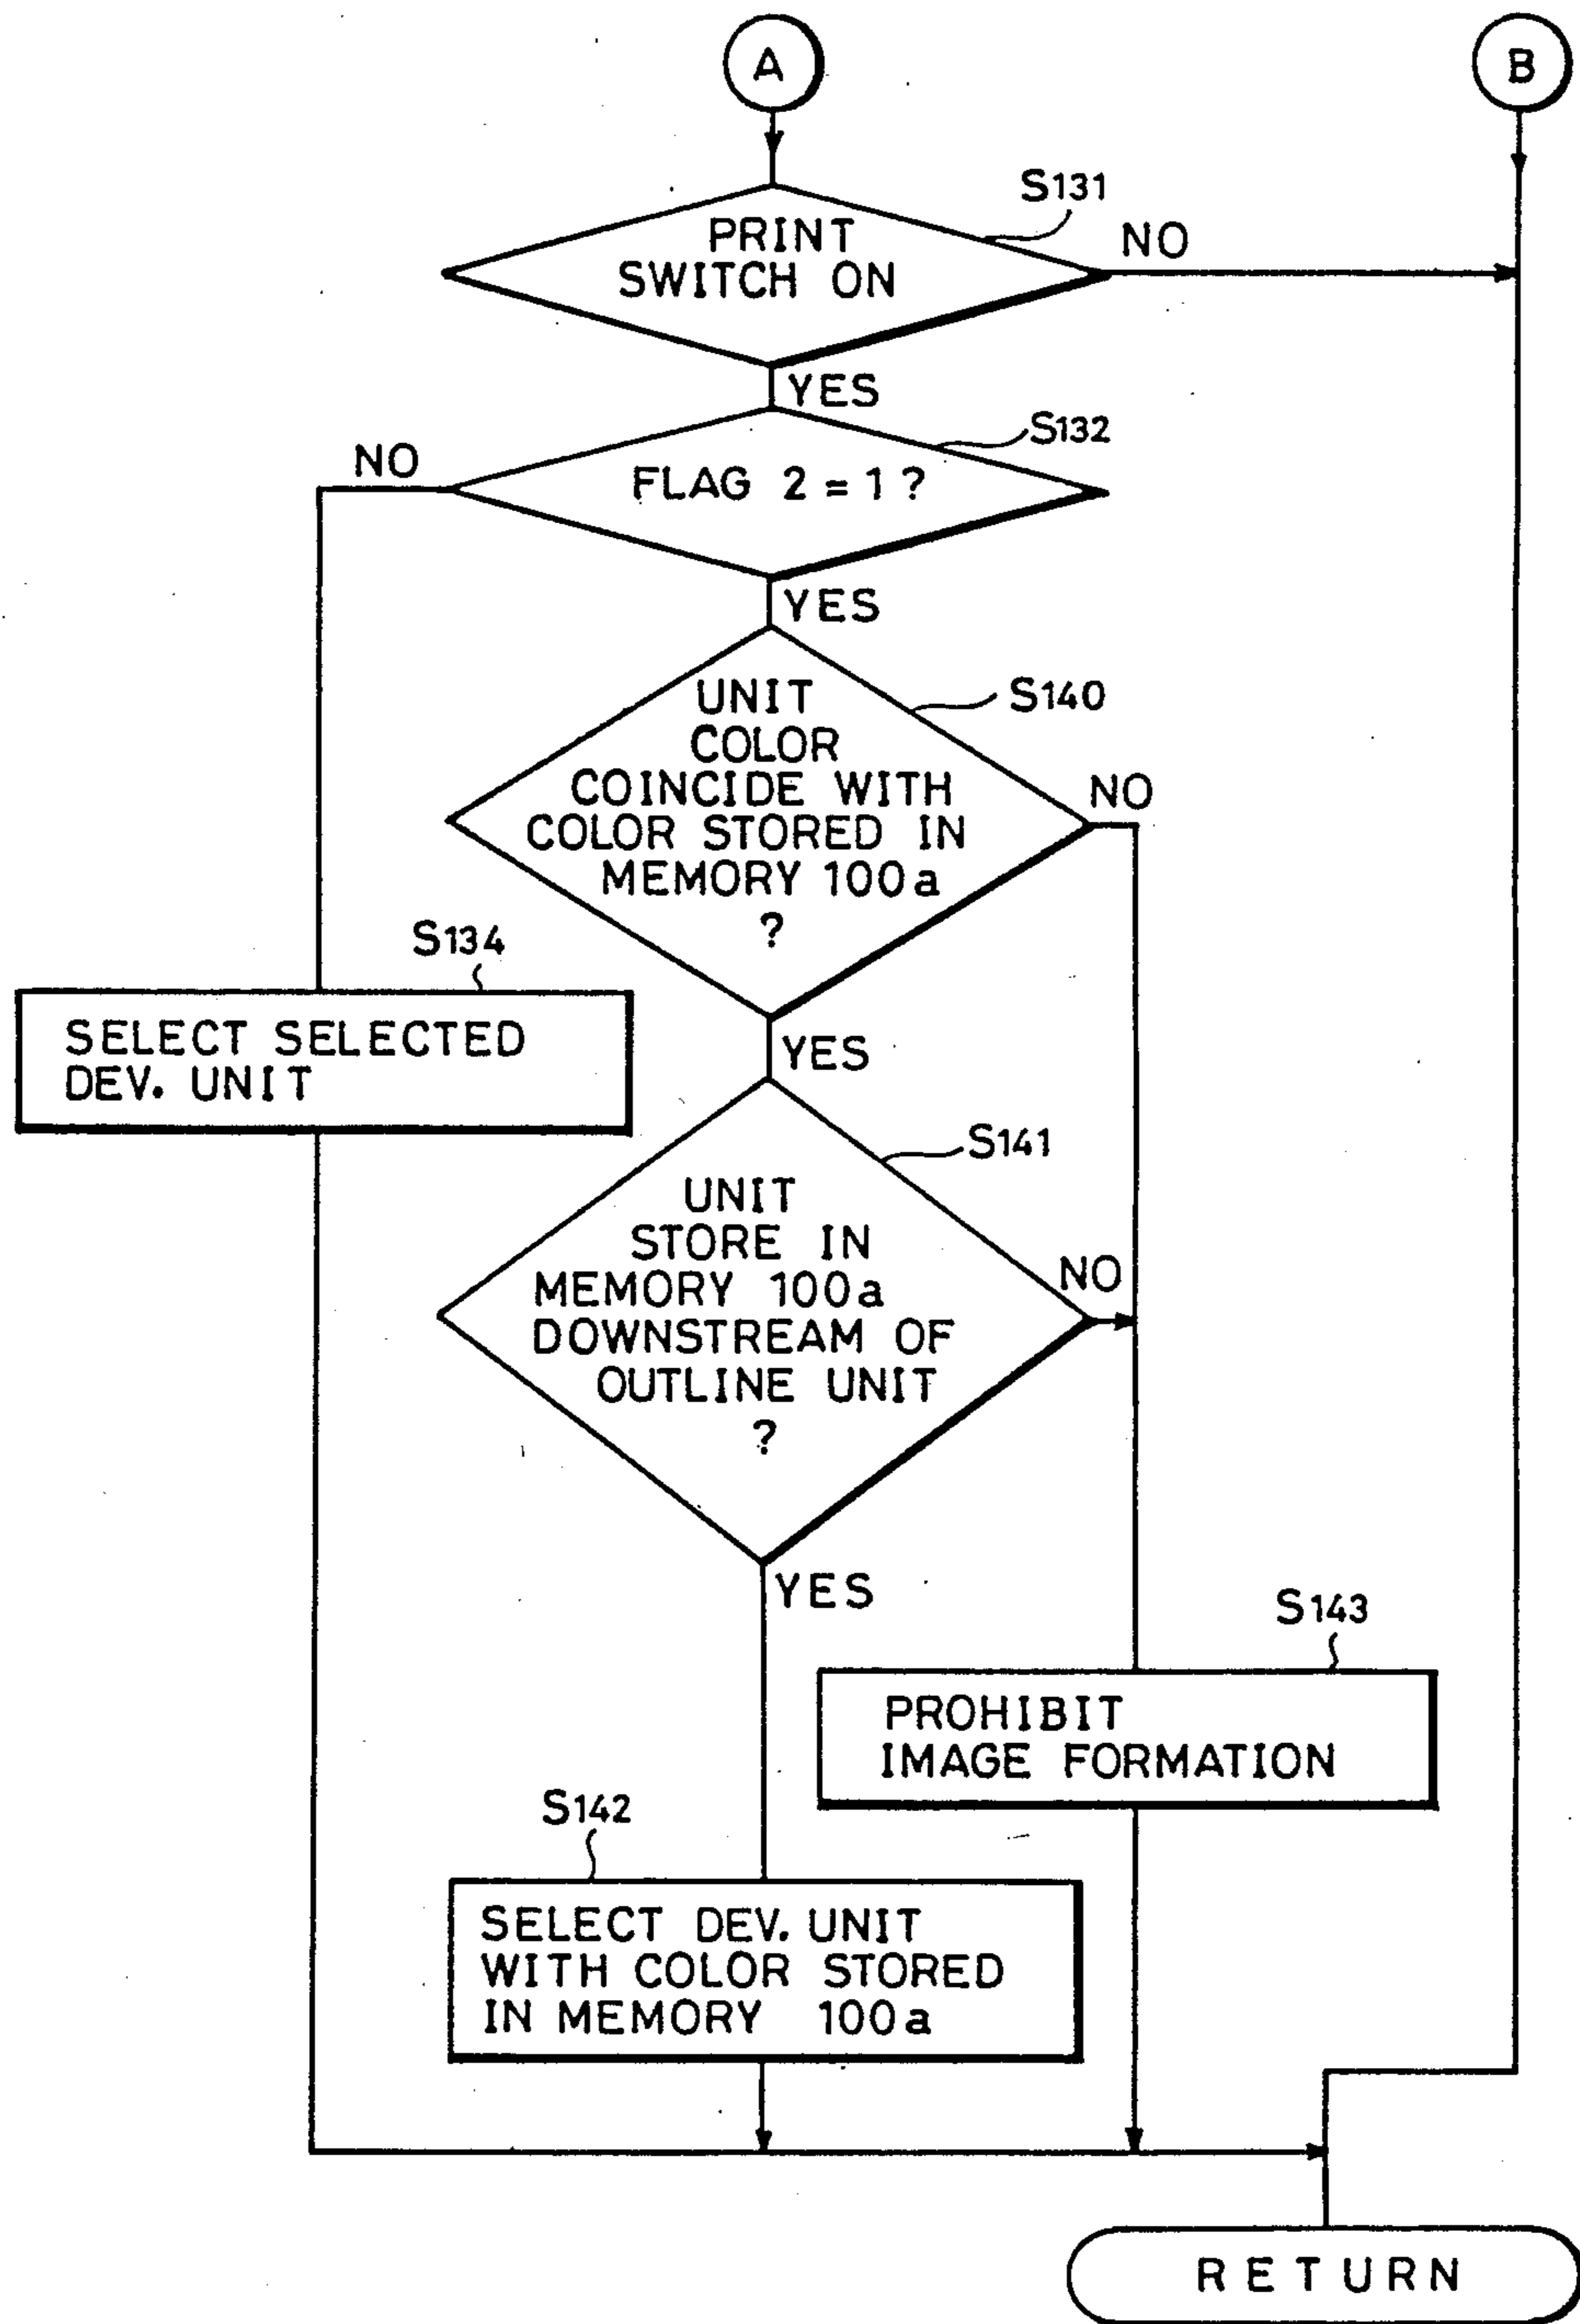 A
B
S131
PRINT
SWITCH ON
NO
YES
S132
NO
FLAG 2 = 1 ?
YES
S140
UNIT
COLOR
COINCIDE WITH
COLOR STORED IN
MEMORY 100a
?
NO
S134
SELECT SELECTED
DEV. UNIT
YES
S141
UNIT
STORE IN
MEMORY 100a
DOWNSTREAM OF
OUTLINE UNIT
?
NO
YES
S143
PROHIBIT
IMAGE FORMATION
S142
SELECT DEV. UNIT
WITH COLOR STORED
IN MEMORY 100a
RETURN